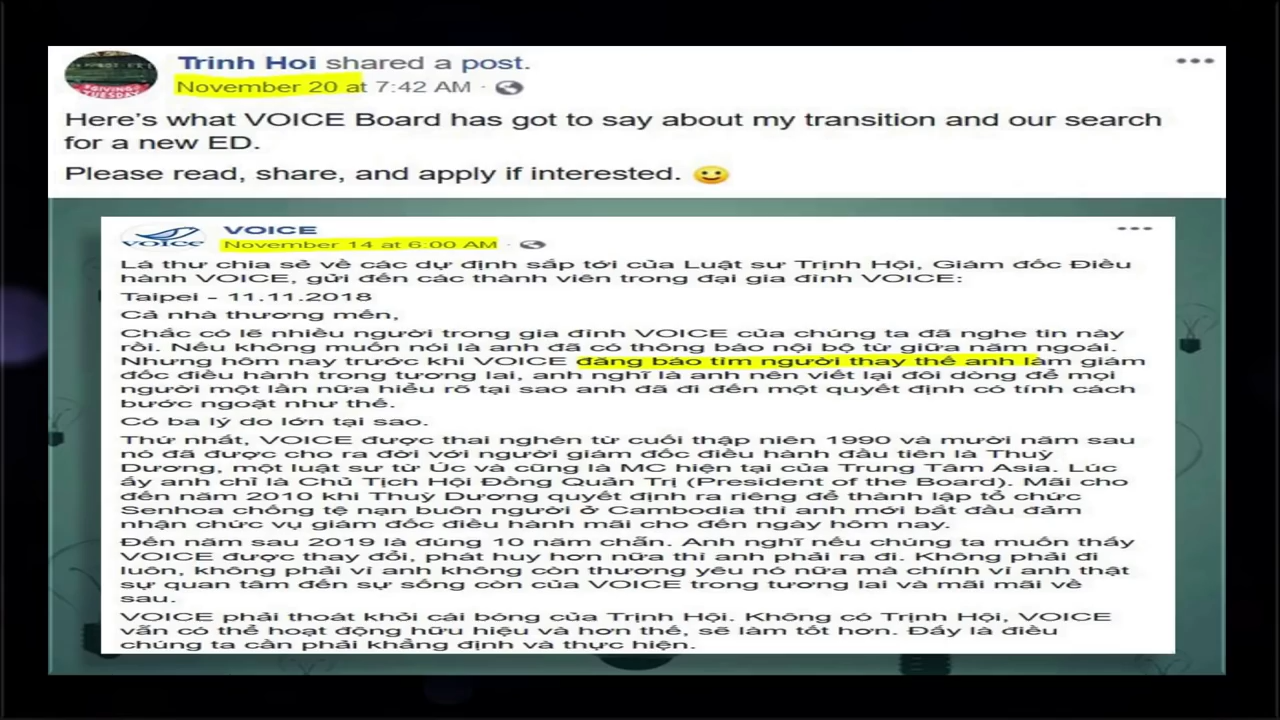 Trinh Hoi shared a post.
November 20 at 7:42 AM ·
Here's what VOICE Board has got to say about my transition and our search
for a new ED.
Please read, share, and apply if interested. 🙂
#GIVING
TUESDAY
VOICE
VOICE
November 14 at 6:00 AM ·
Lá thư chia sẻ về các dự định sắp tới của Luật sư Trịnh Hội, Giám đốc Điều
hành VOICE, gửi đến các thành viên trong đại gia đình VOICE:
Taipei – 11.11.2018
Cả nhà thương mến,
Chắc có lẽ nhiều người trong gia đình VOICE của chúng ta đã nghe tin này
rồi. Nếu không muốn nói là anh đã có thông báo nội bộ từ giữa năm ngoái.
Nhưng hôm nay trước khi VOICE đăng báo tìm người thay thế anh làm giám
đốc điều hành trong tương lai, anh nghĩ là anh nên viết lại đôi dòng để mọi
người một lần nữa hiểu rõ tại sao anh đã đi đến một quyết định có tính cách
bước ngoặt như thế.
Có ba lý do lớn tại sao.
Thứ nhất, VOICE được thai nghén từ cuối thập niên 1990 và mười năm sau
nó đã được cho ra đời với người giám đốc điều hành đầu tiên là Thuỳ
Dương, một luật sư từ Úc và cũng là MC hiện tại của Trung Tâm Asia. Lúc
ấy anh chỉ là Chủ Tịch Hội Đồng Quản Trị (President of the Board). Mãi cho
đến năm 2010 khi Thuỳ Dương quyết định ra riêng để thành lập tổ chức
Senhoa chống tệ nạn buôn người ở Cambodia thì anh mới bắt đầu đảm
nhận chức vụ giám đốc điều hành mãi cho đến ngày hôm nay.
Đến năm sau 2019 là đúng 10 năm chẵn. Anh nghĩ nếu chúng ta muốn thấy
VOICE được thay đổi, phát huy hơn nữa thì anh phải ra đi. Không phải đi
luôn, không phải vì anh không còn thương yêu nó nữa mà chính vì anh thật
sự quan tâm đến sự sống còn của VOICE trong tương lai và mãi mãi về
sau.
VOICE phải thoát khỏi cái bóng của Trịnh Hội. Không có Trịnh Hội, VOICE
vẫn có thể hoạt động hữu hiệu và hơn thế, sẽ làm tốt hơn. Đấy là điều
chúng ta cần phải khẳng định và thực hiện.